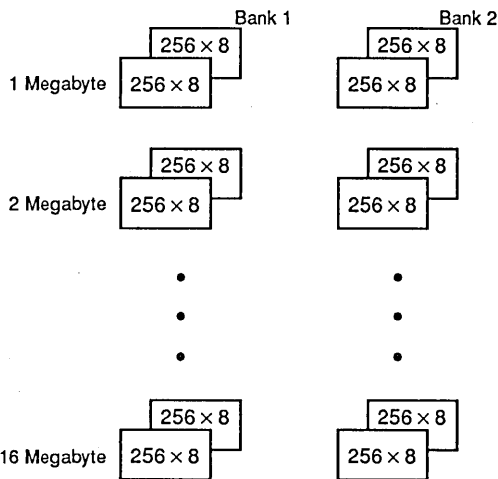 Bank 1 Bank 2
256 × 8 256 × 8
1 Megabyte 256 × 8 256 × 8
256 × 8 256 × 8
2 Megabyte 256 × 8 256 × 8
256 × 8 256 × 8
16 Megabyte 256 × 8 256 × 8